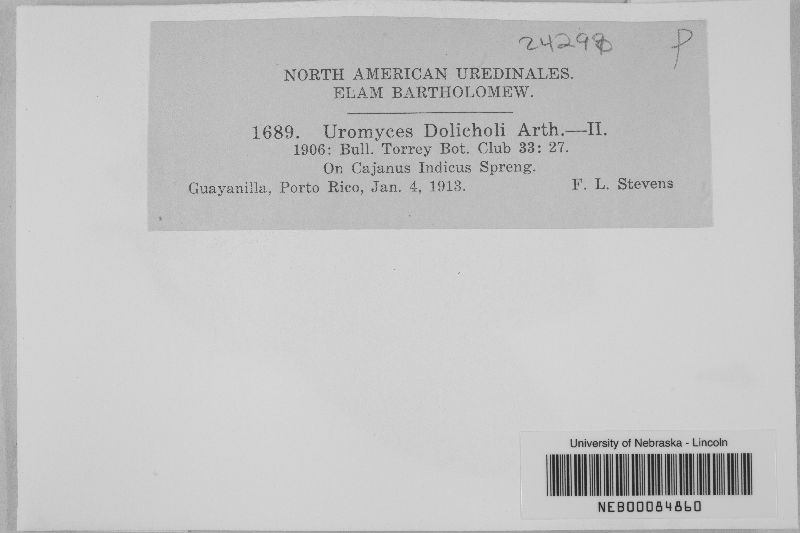 24298 P
NORTH AMERICAN UREDINALES.
ELAM BARTHOLOMEW.
1689. Uromyces Dolicholi Arth.—II.
1906: Bull. Torrey Bot. Club 33: 27.
On Cajanus Indicus Spreng.
Guayanilla, Porto Rico, Jan. 4, 1913. F. L. Stevens
University of Nebraska - Lincoln
NEB00084860